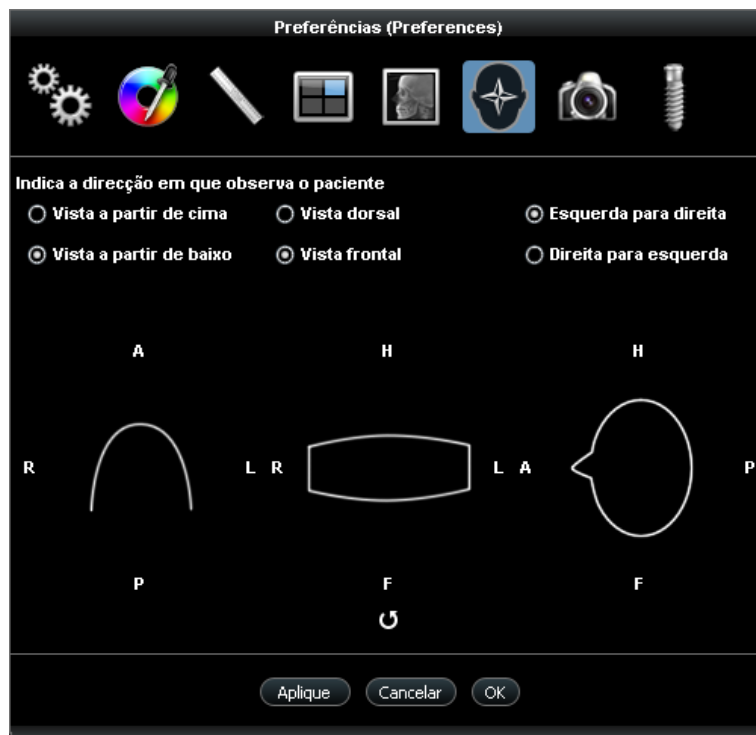 Preferências (Preferences)
Indica a direcção em que observa o paciente
Vista a partir de cima Vista dorsal Esquerda para direita
Vista a partir de baixo Vista frontal Direita para esquerda
A H H
R L R L A P
P F F
Aplique Cancelar OK